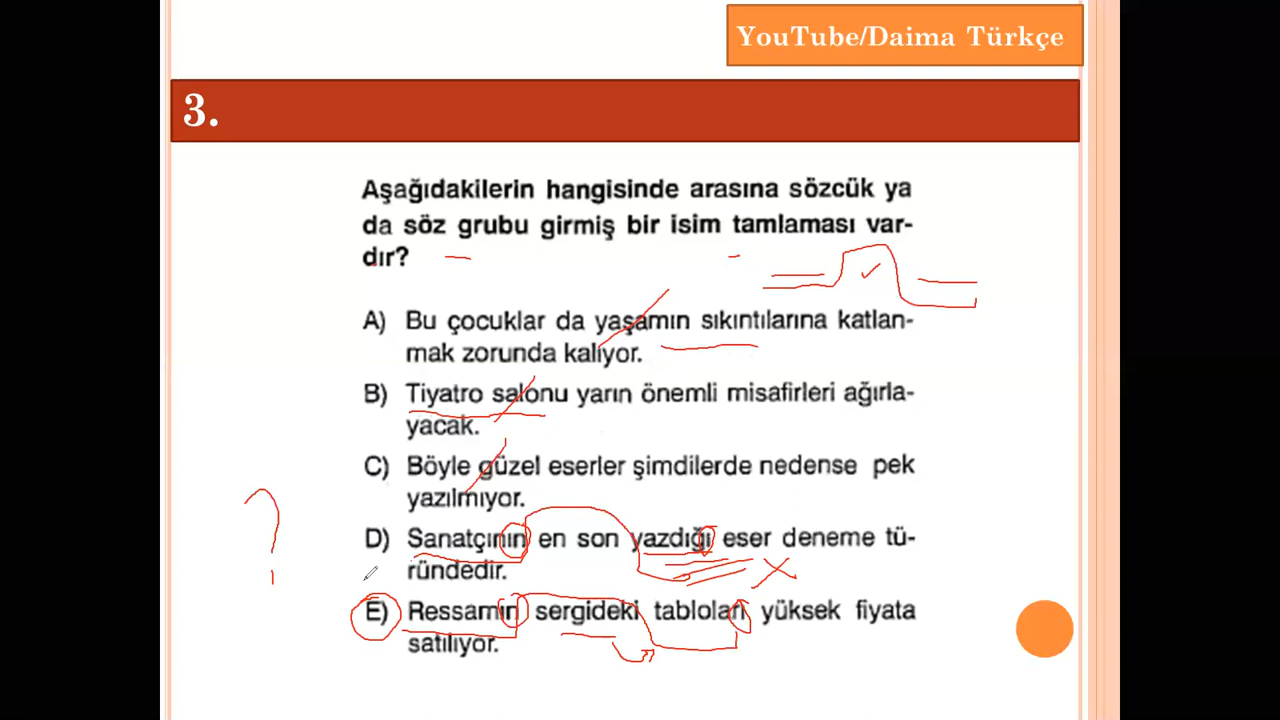 YouTube/Daima Türkçe
3.
Aşağıdakilerin hangisinde arasına sözcük ya
da söz grubu girmiş bir isim tamlaması var-
dır?
A) Bu çocuklar da yaşamın sıkıntılarına katlan-
mak zorunda kalıyor.
B) Tiyatro salonu yarın önemli misafirleri ağırla-
yacak.
C) Böyle güzel eserler şimdilerde nedense pek
yazılmıyor.
D) Sanatçının en son yazdığı eser deneme tü-
ründedir.
E) Ressamın sergideki tabloları yüksek fiyata
satılıyor.
?